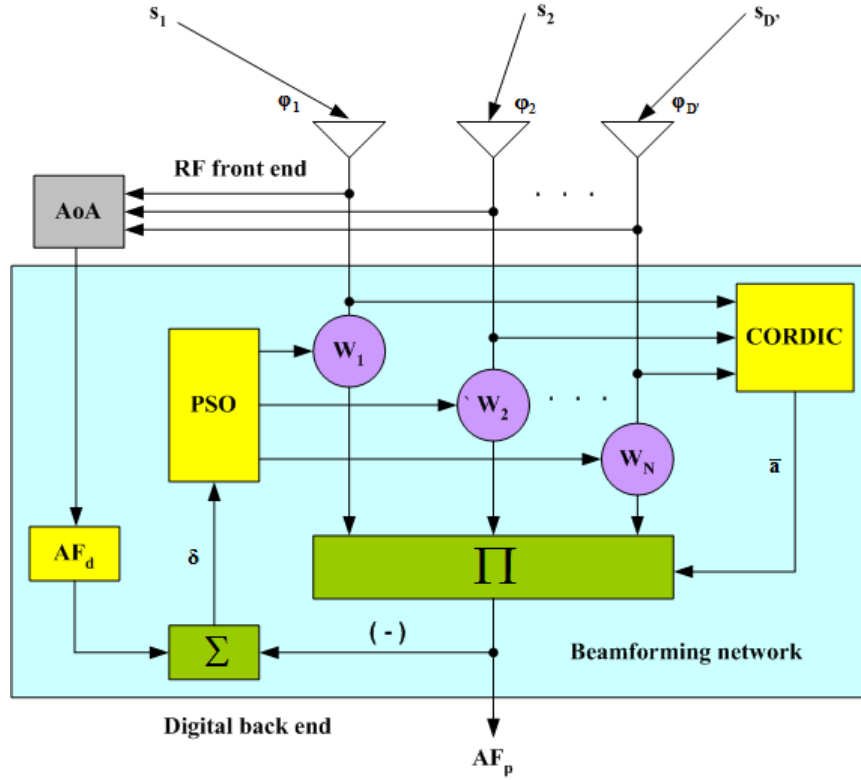 s1 s2 sD'
φ1 φ2 φD'
RF front end
. . .
AoA
CORDIC
W1
PSO
` W2 . . .
WN
ā
AFd
δ
∏
( - )
Σ
Beamforming network
Digital back end
AFp